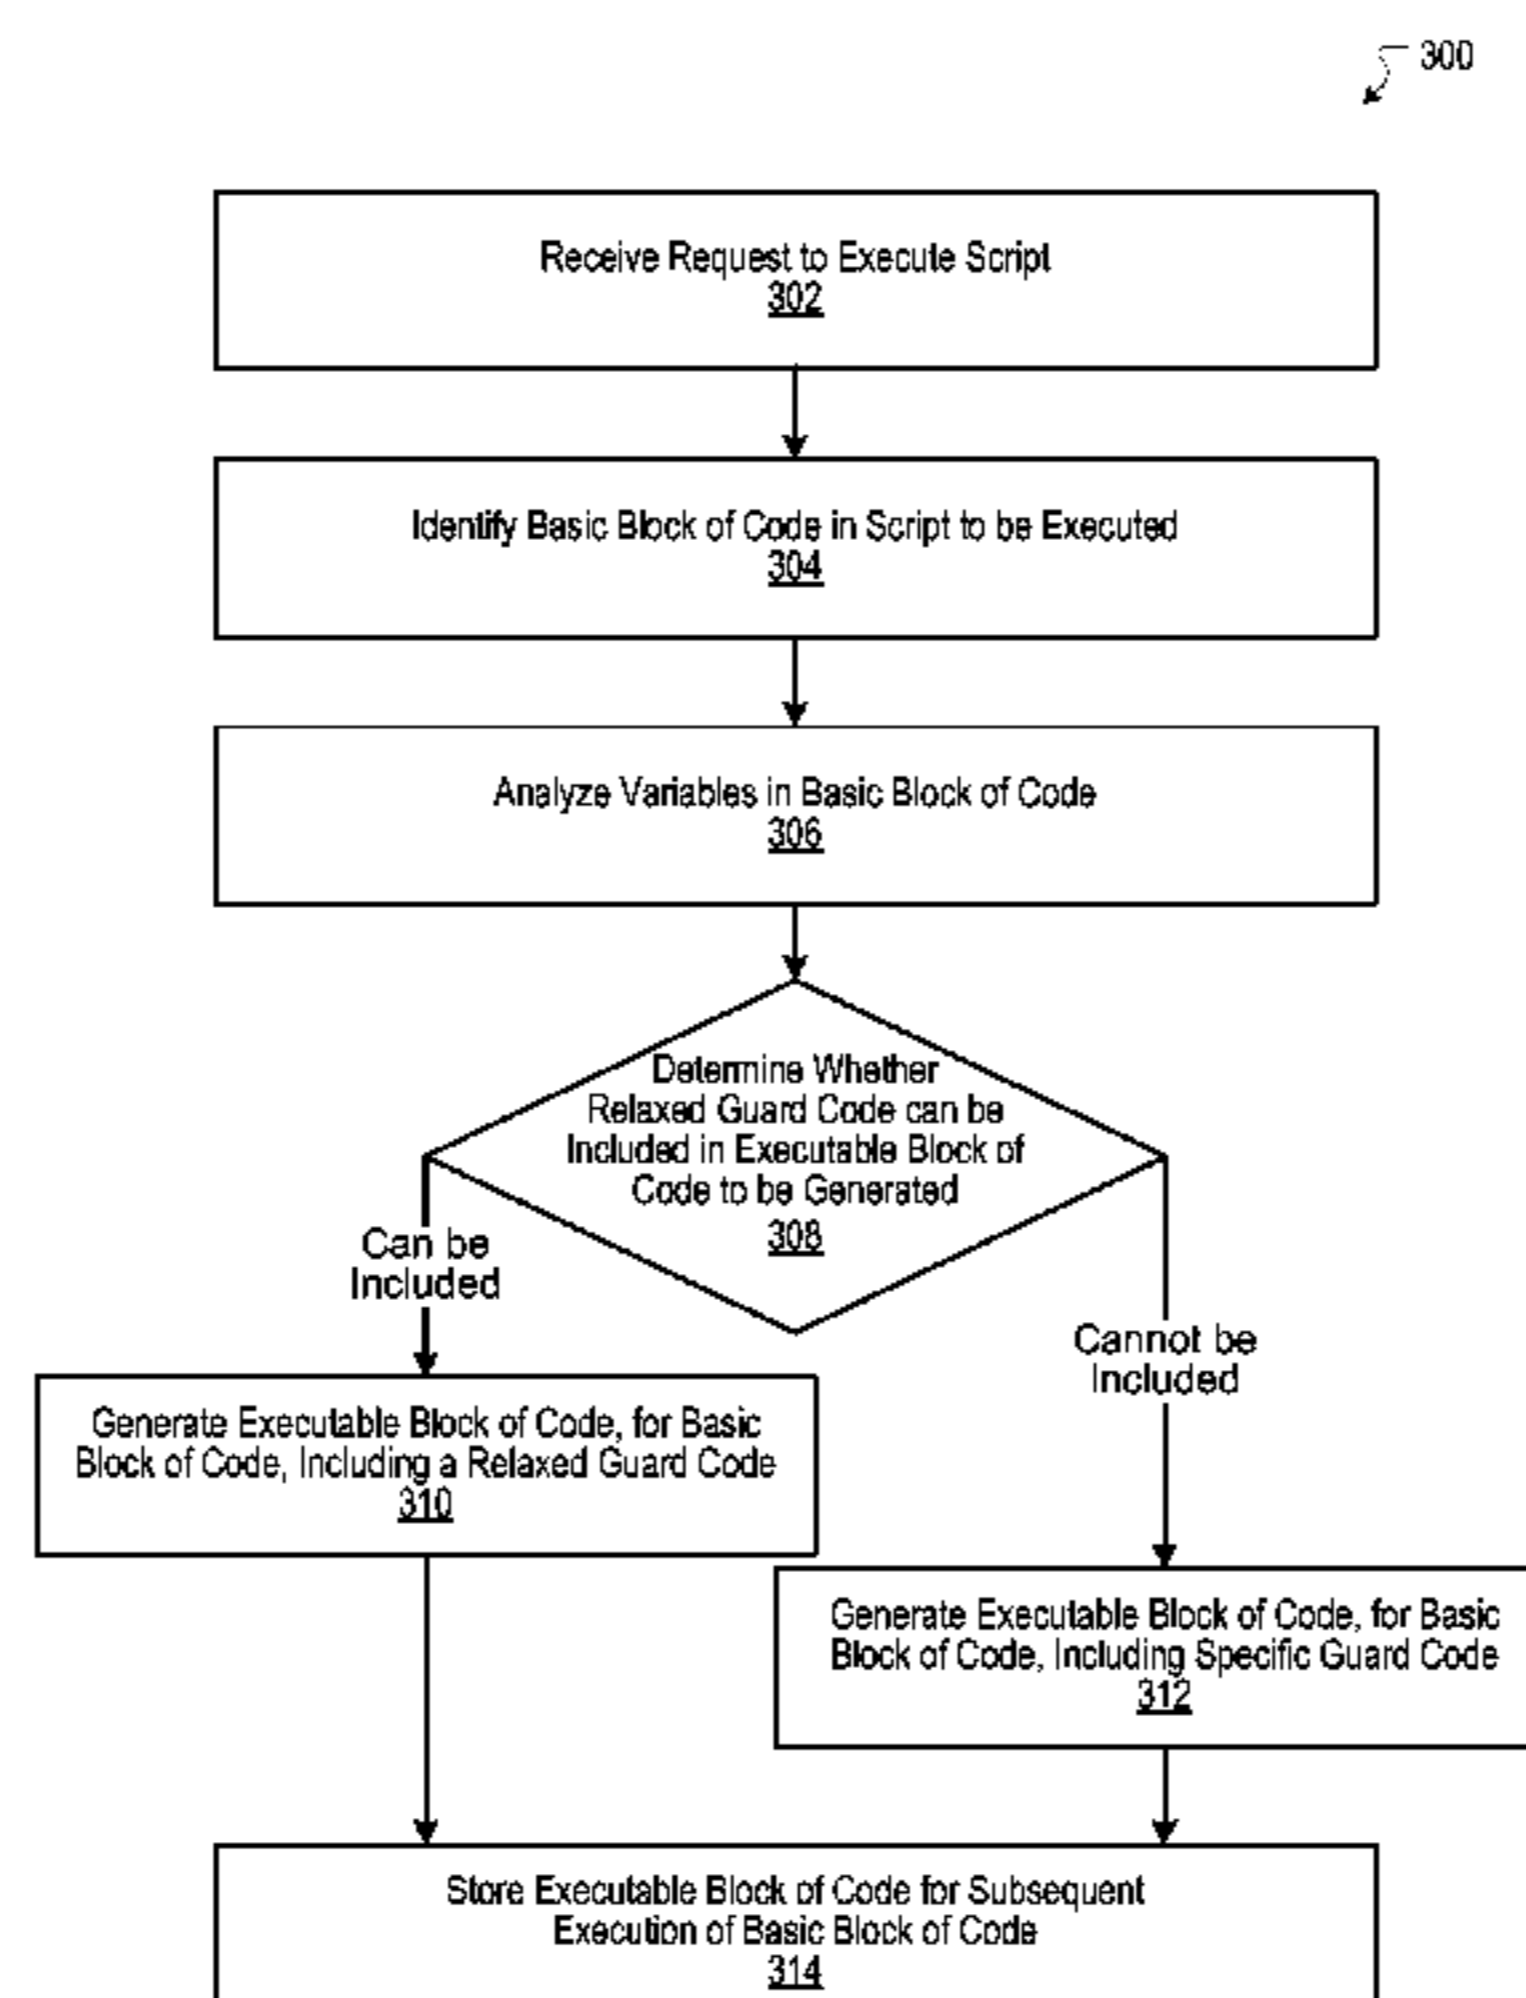 300
Receive Request to Execute Script
302
Identify Basic Block of Code in Script to be Executed
304
Analyze Variables in Basic Block of Code
306
Determine Whether
Relaxed Guard Code can be
Included in Executable Block of
Code to be Generated
308
Can be
Included
Cannot be
Included
Generate Executable Block of Code, for Basic
Block of Code, Including a Relaxed Guard Code
310
Generate Executable Block of Code, for Basic
Block of Code, Including Specific Guard Code
312
Store Executable Block of Code for Subsequent
Execution of Basic Block of Code
314